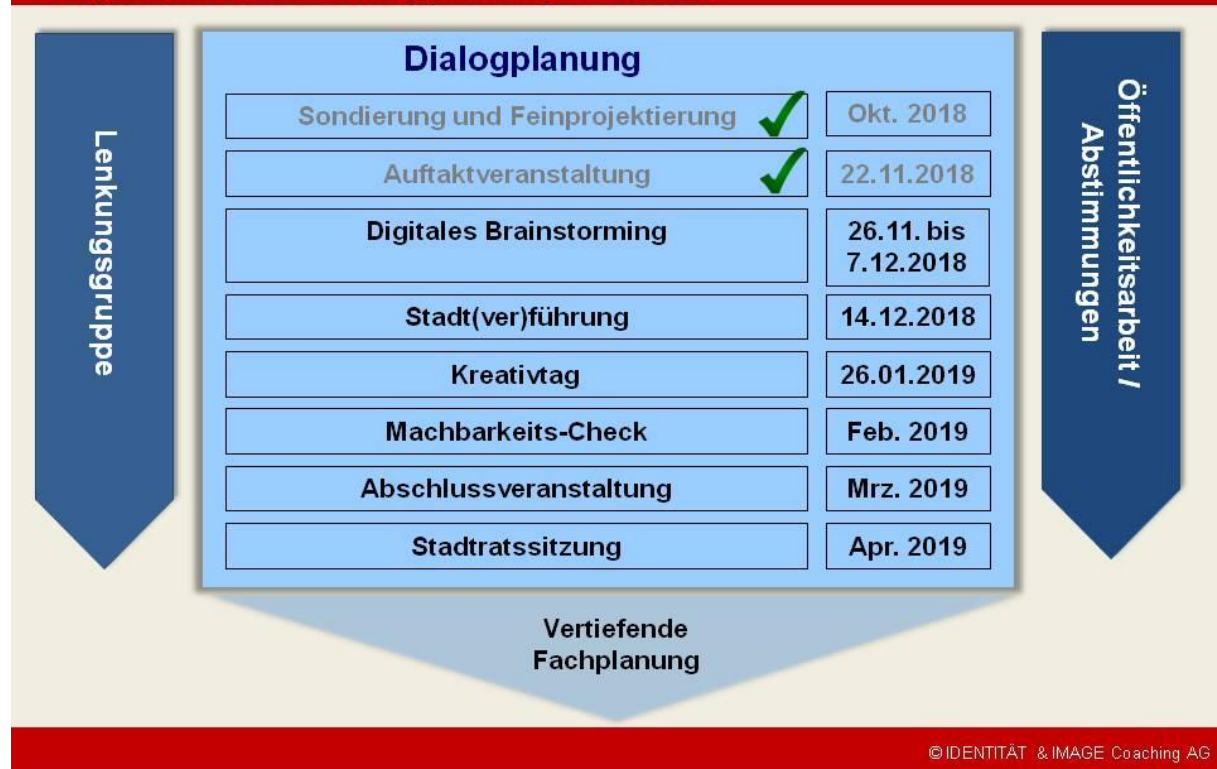 Dialogplanung
Sondierung und Feinprojektierung
Okt. 2018
Auftaktveranstaltung
22.11.2018
Digitales Brainstorming
26.11. bis
7.12.2018
Stadt(ver)führung
14.12.2018
Kreativtag
26.01.2019
Machbarkeits-Check
Feb. 2019
Abschlussveranstaltung
Mrz. 2019
Stadtratssitzung
Apr. 2019
Lenkungsgruppe
Öffentlichkeitsarbeit /
Abstimmungen
Vertiefende
Fachplanung
© IDENTITÄT & IMAGE Coaching AG